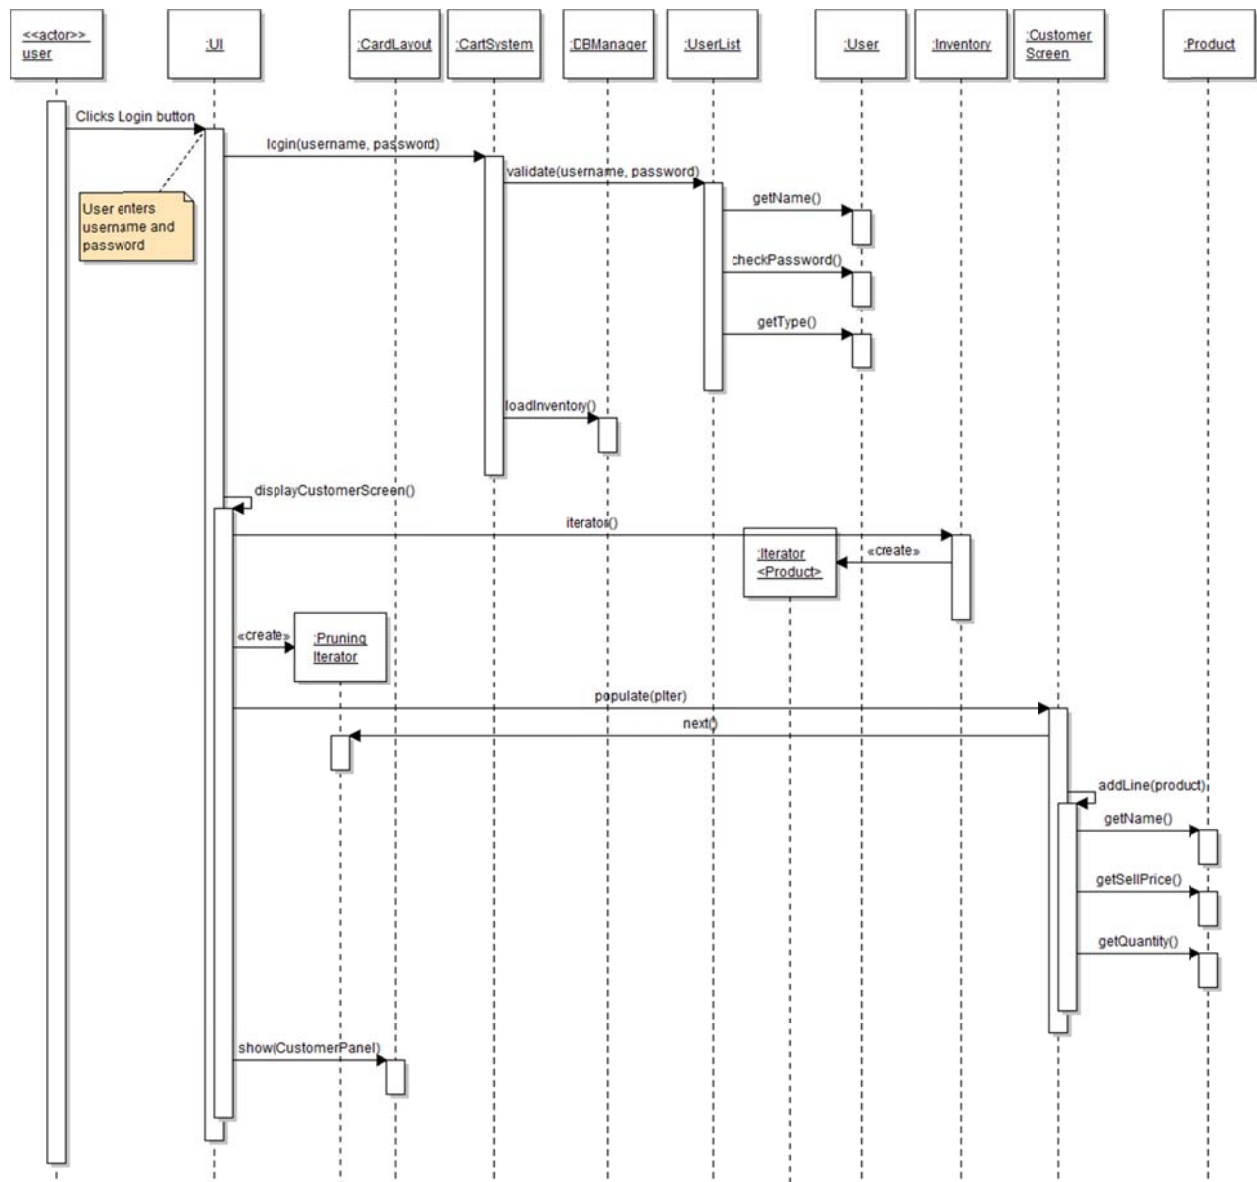 <<actor>>
user
:UI
:CardLayout
:CartSystem
:DBManager
:UserList
:User
:Inventory
:Customer
Screen
:Product
Clicks Login button
login(username, password)
validate(username, password)
getName()
User enters
username and
password
checkPassword()
getType()
loadInventory()
displayCustomerScreen()
iterator()
:Iterator
<Product>
«create»
«create»
:Pruning
Iterator
populate(pIter)
next()
addLine(product)
getName()
getSellPrice()
getQuantity()
show(CustomerPanel)